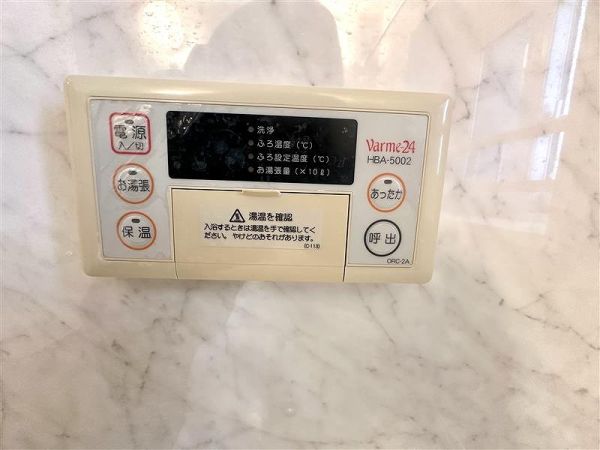 電源
入／切
お湯張
保温
洗浄
ふろ温度（℃）
ふろ設定温度（℃）
お湯張量（×10ℓ）
湯温を確認
入浴するときは湯温を手で確認してく
ださい。やけどのおそれがあります。
(C-113)
Varme-24
HBA-5002
あったか
呼出
ORC-2A